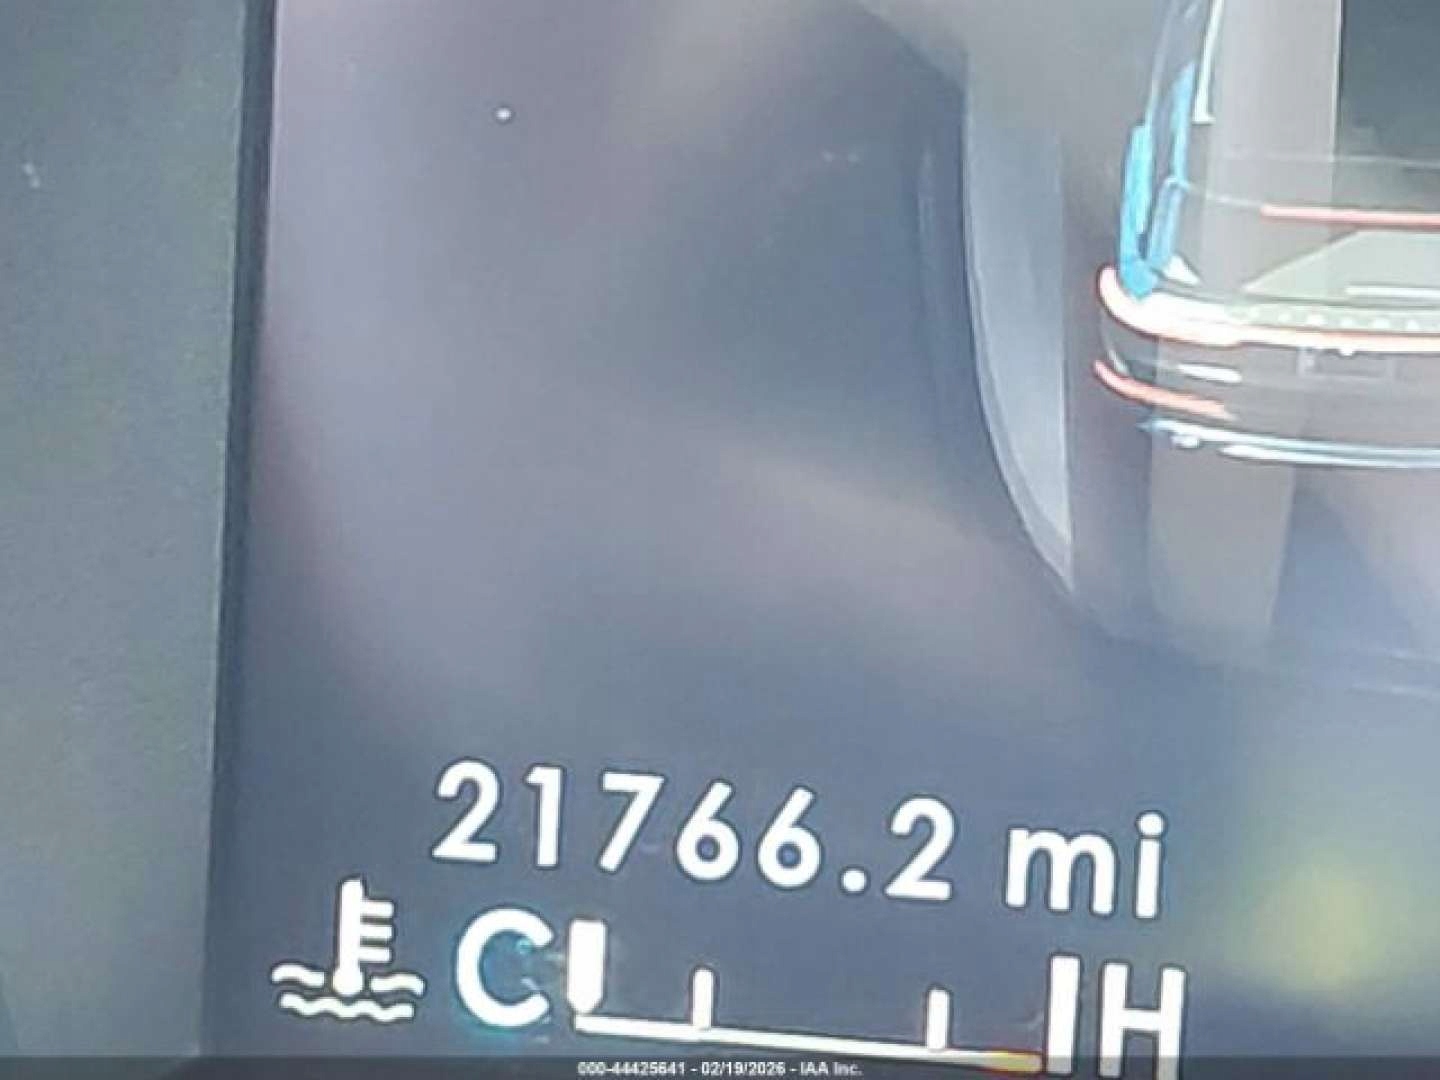 21766.2 mi
C H
000-44425641 - 02/19/2026 - IAA Inc.